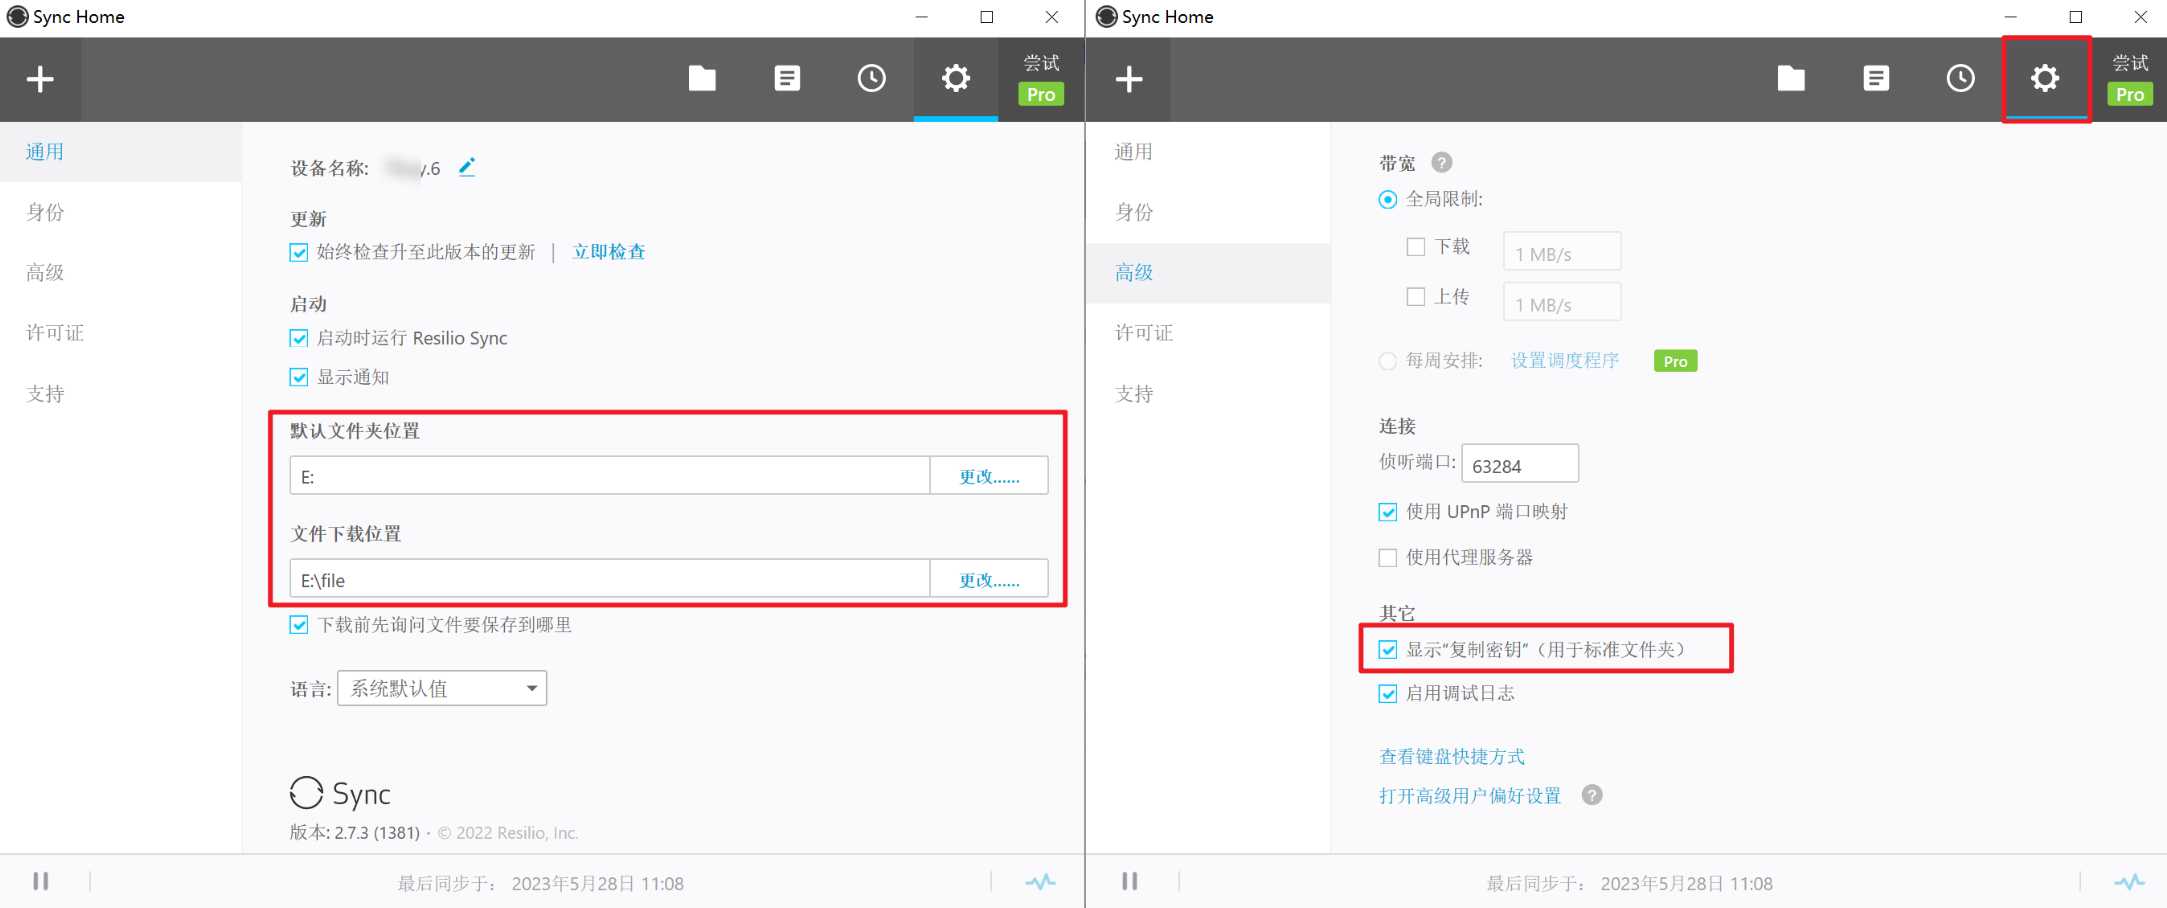 Sync Home
尝试
Pro
通用
身份
高级
许可证
支持
设备名称: y.6
更新
始终检查升至此版本的更新 | 立即检查
启动
启动时运行 Resilio Sync
显示通知
默认文件夹位置
E:
更改......
文件下载位置
E:\file
更改......
下载前先询问文件要保存到哪里
语言: 系统默认值
Sync
版本: 2.7.3 (1381) · © 2022 Resilio, Inc.
最后同步于: 2023年5月28日 11:08
Sync Home
尝试
Pro
通用
身份
高级
许可证
支持
带宽 ?
全局限制:
下载 1 MB/s
上传 1 MB/s
每周安排: 设置调度程序 Pro
连接
侦听端口: 63284
使用 UPnP 端口映射
使用代理服务器
其它
显示“复制密钥”（用于标准文件夹）
启用调试日志
查看键盘快捷方式
打开高级用户偏好设置 ?
最后同步于: 2023年5月28日 11:08